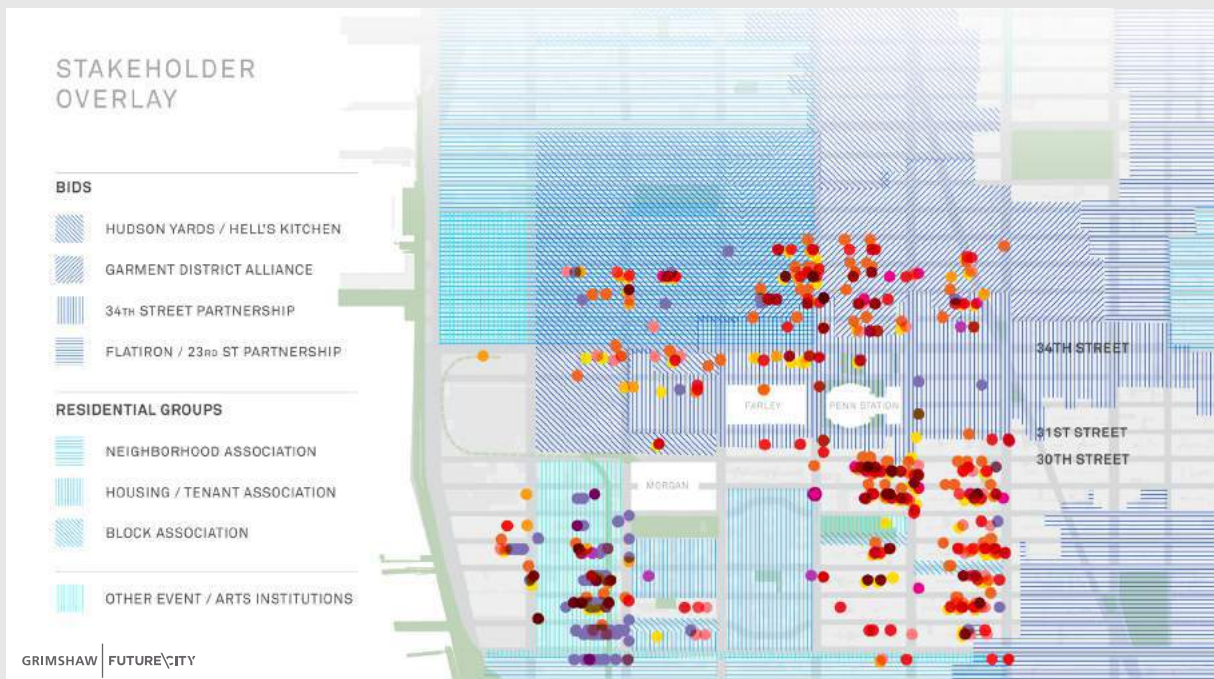 STAKEHOLDER
OVERLAY
BIDS
HUDSON YARDS / HELL'S KITCHEN
GARMENT DISTRICT ALLIANCE
34TH STREET PARTNERSHIP
FLATIRON / 23RD ST PARTNERSHIP
RESIDENTIAL GROUPS
NEIGHBORHOOD ASSOCIATION
HOUSING / TENANT ASSOCIATION
BLOCK ASSOCIATION
OTHER EVENT / ARTS INSTITUTIONS
34TH STREET
FARLEY
PENN STATION
31ST STREET
30TH STREET
MORGAN
GRIMSHAW | FUTURE\CITY